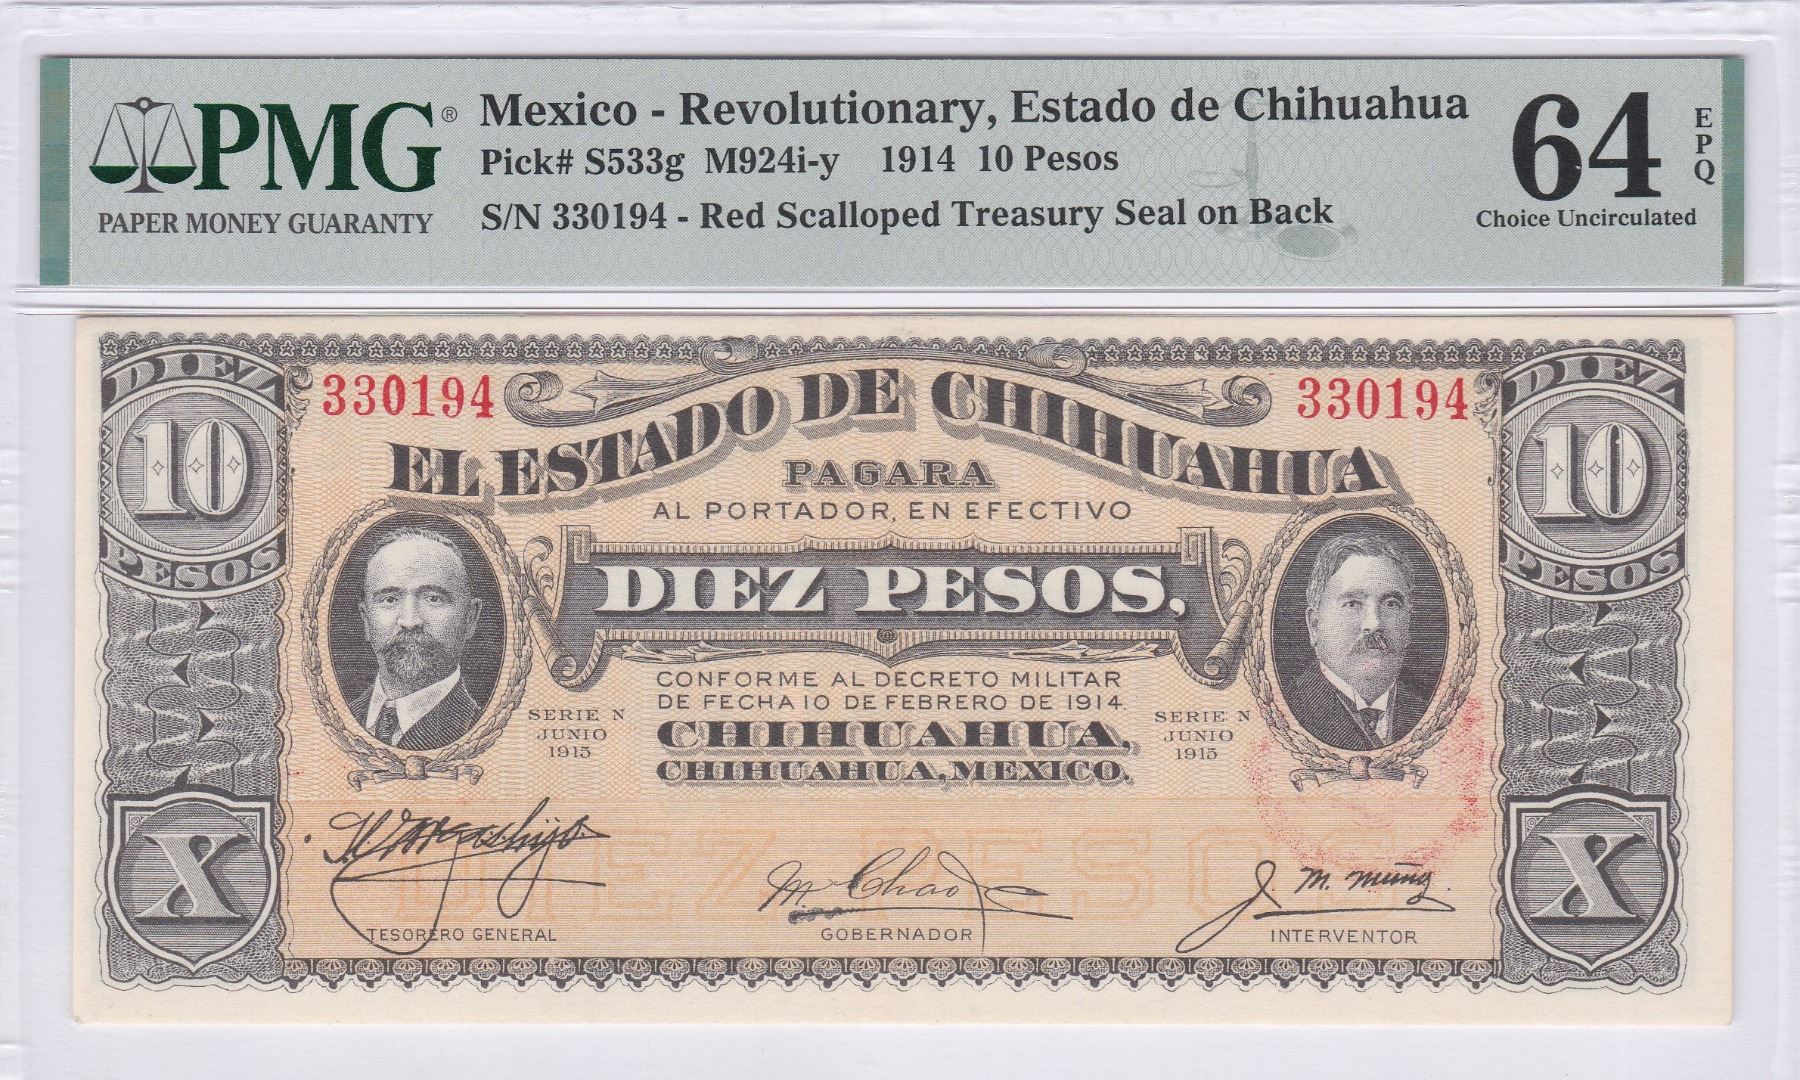 PMG®
PAPER MONEY GUARANTY
Mexico - Revolutionary, Estado de Chihuahua
Pick# S533g M924i-y 1914 10 Pesos
S/N 330194 - Red Scalloped Treasury Seal on Back
64 EPQ
Choice Uncirculated
DIEZ
10
PESOS
330194
330194
DIEZ
10
PESOS
EL ESTADO DE CHIHUAHUA
PAGARA
AL PORTADOR, EN EFECTIVO
DIEZ PESOS,
CONFORME AL DECRETO MILITAR
DE FECHA 10 DE FEBRERO DE 1914.
CHIHUAHUA,
CHIHUAHUA, MEXICO.
SERIE N
JUNIO
1915
SERIE N
JUNIO
1915
DIEZ PESOS
M. Chao
J. M. Muñoz
X
TESORERO GENERAL
GOBERNADOR
INTERVENTOR
X